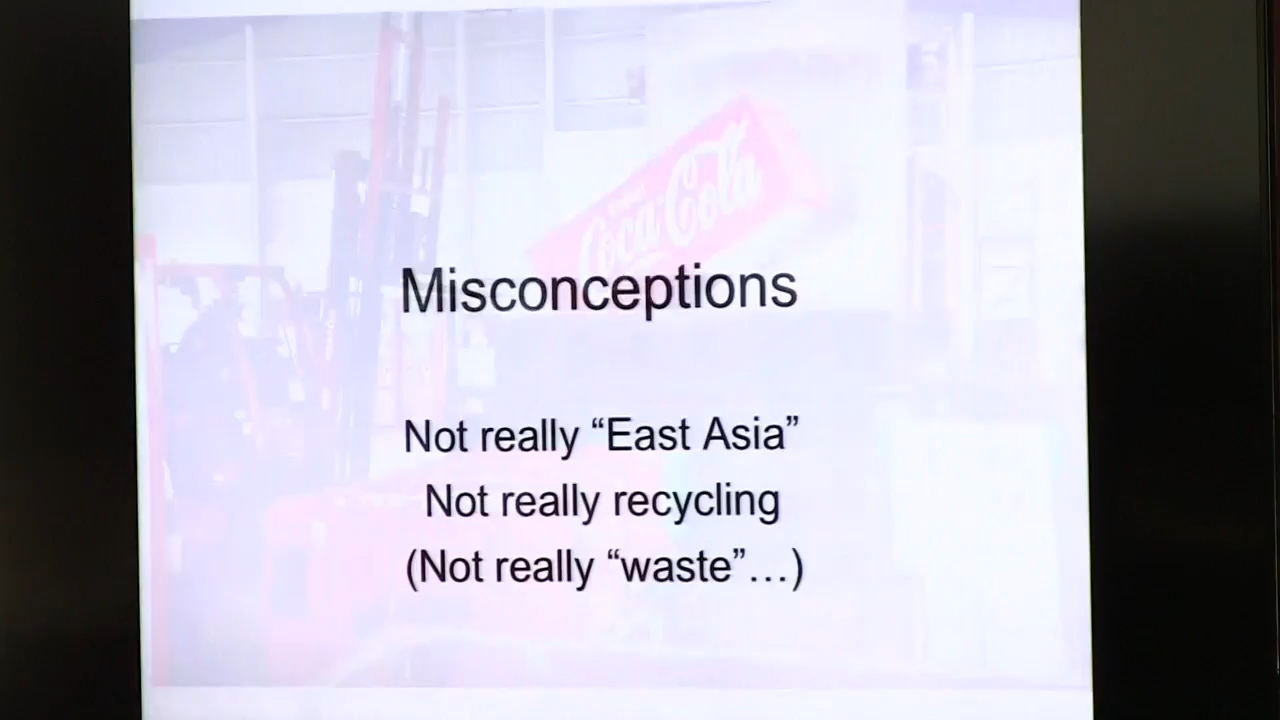 Coca-Cola
Misconceptions
Not really “East Asia”
Not really recycling
(Not really “waste”…)